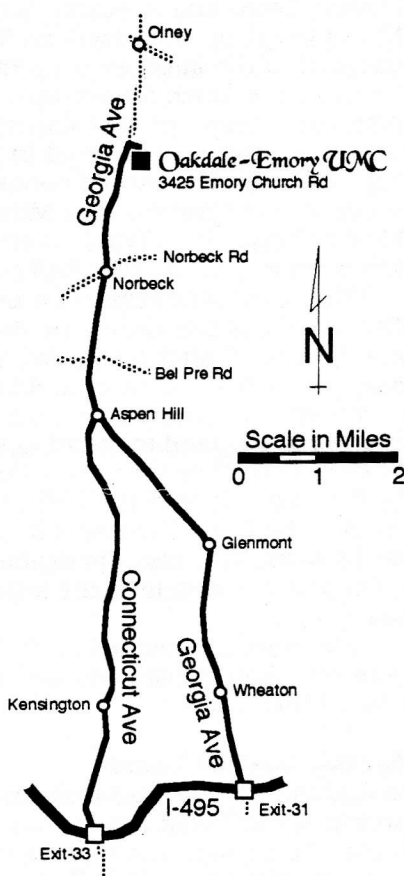 Olney
Georgia Ave
Oakdale-Emory UMC
3425 Emory Church Rd
Norbeck Rd
Norbeck
N
Bel Pre Rd
Aspen Hill
Scale in Miles
0 1 2
Glenmont
Connecticut Ave
Georgia Ave
Wheaton
Kensington
I-495
Exit-31
Exit-33